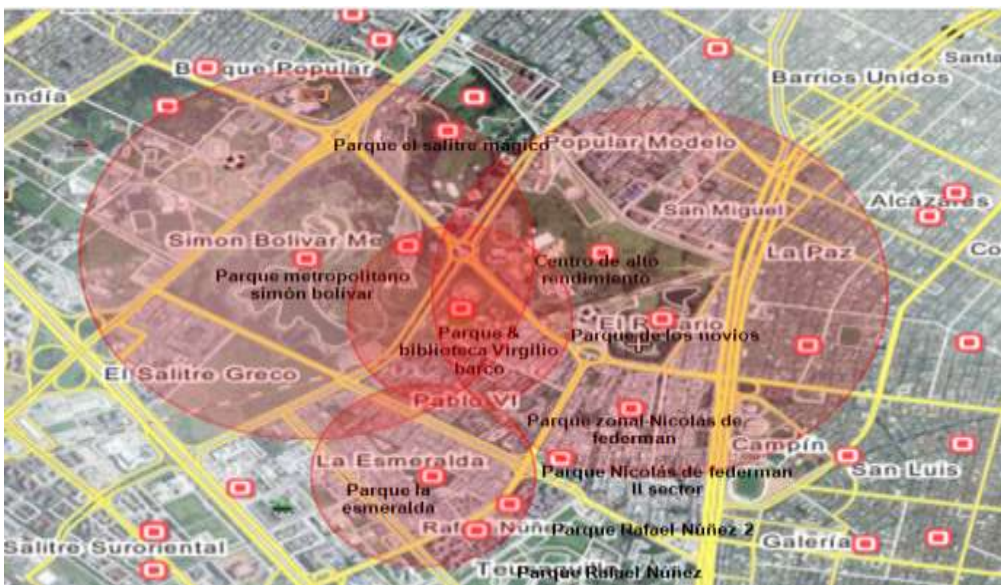 Bosque Popular
andía
Santa
Barrios Unidos
Parque el salitre mágico
Popular Modelo
Alcázares
San Miguel
Simon Bolivar Me
La Paz
Co
Centro de alto
rendimiento
Parque metropolitano
simón bolívar
El Rosario
Parque de los novios
Parque &
biblioteca Virgilio
barco
El Salitre Greco
Pablo VI
Parque zonal Nicolás de
federman
Campín
La Esmeralda
San Luis
Parque Nicolás de federman
II sector
Parque la
esmeralda
Rafael Núñe
Parque Rafael Núñez 2
Galería
Salitre Suroriental
Parque Rafael Núñez